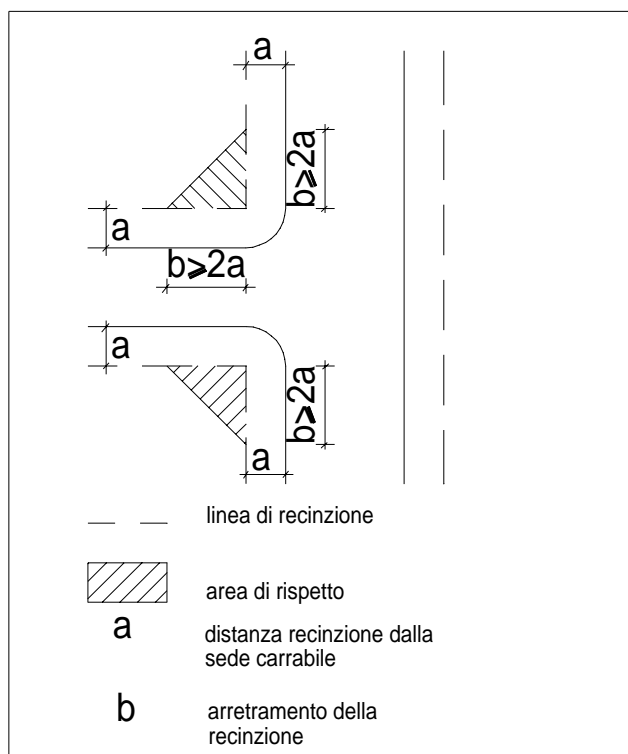 a
b⩾2a
a
b⩾2a
a
b⩾2a
a
linea di recinzione
area di rispetto
a
distanza recinzione dalla
sede carrabile
b
arretramento della
recinzione